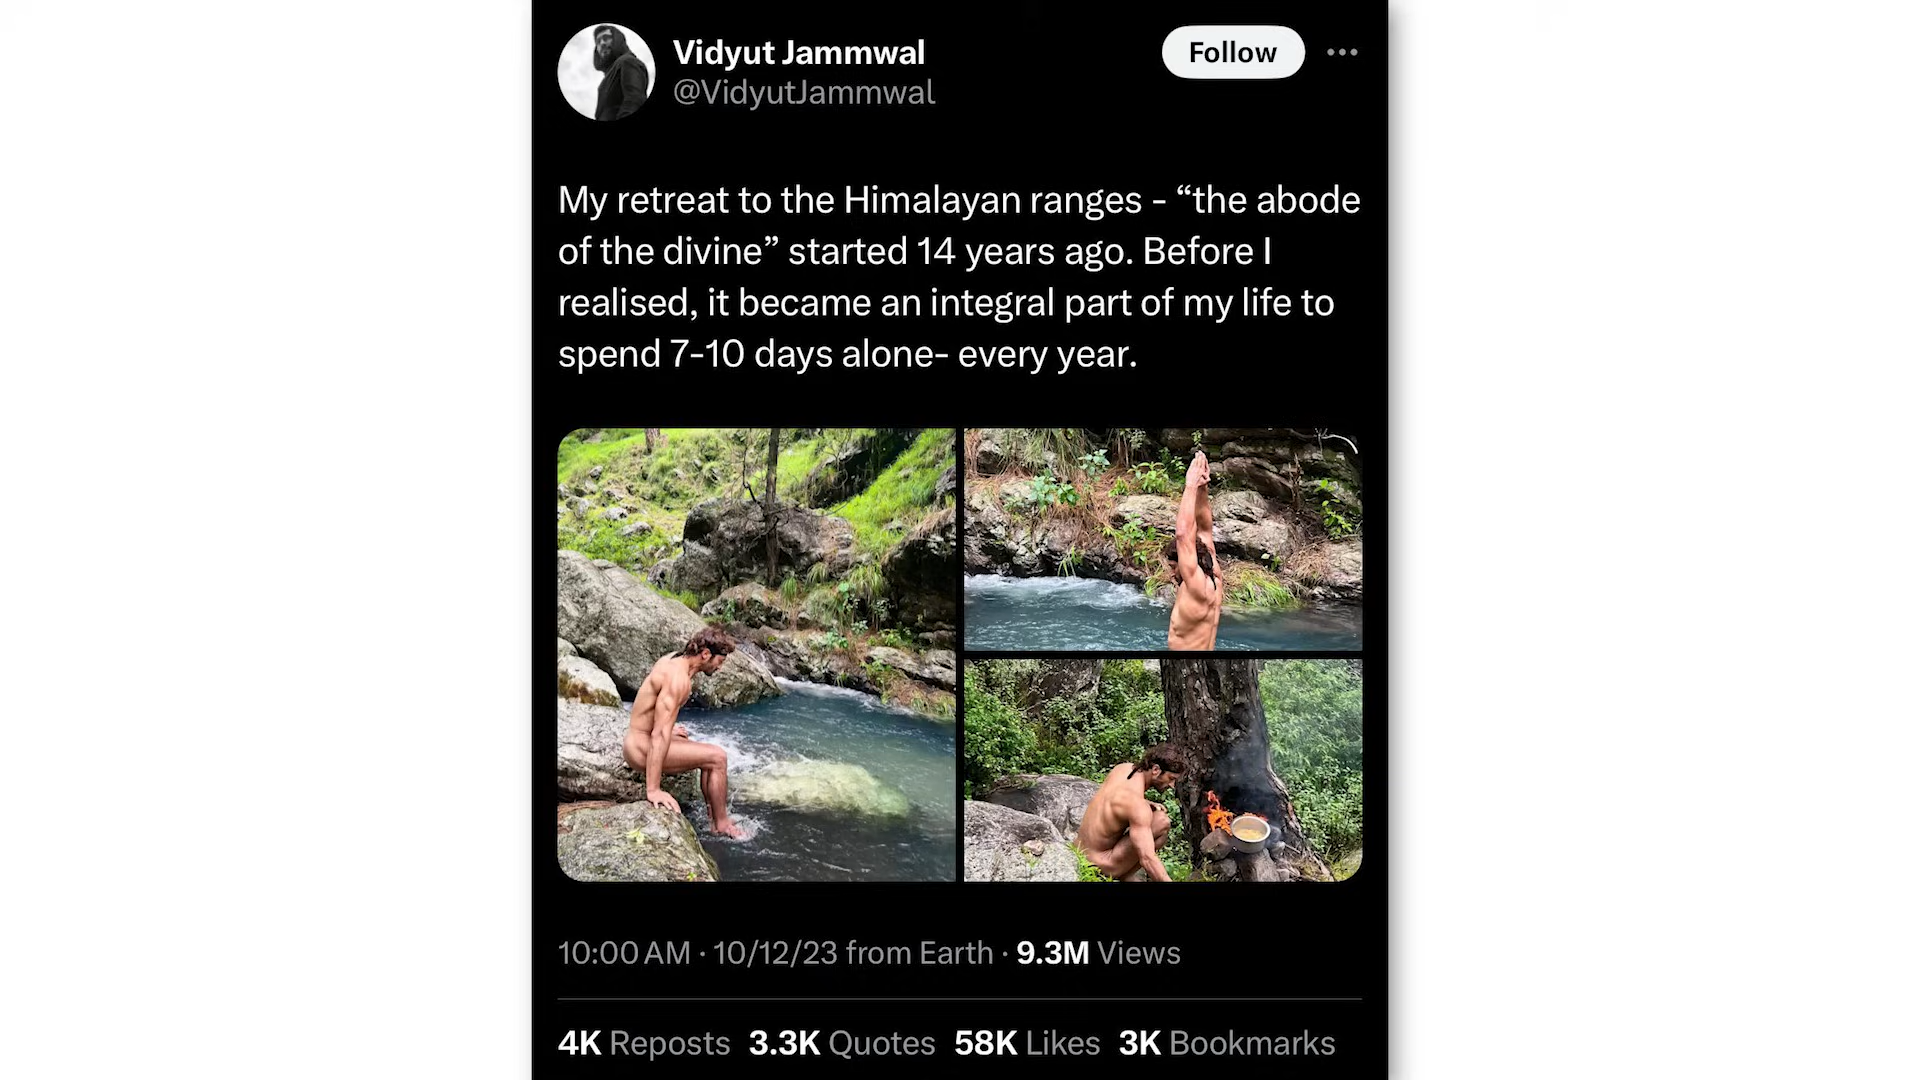 Vidyut Jammwal
@VidyutJammwal
Follow
My retreat to the Himalayan ranges - “the abode
of the divine” started 14 years ago. Before I
realised, it became an integral part of my life to
spend 7-10 days alone- every year.
10:00 AM · 10/12/23 from Earth · 9.3M Views
4K Reposts 3.3K Quotes 58K Likes 3K Bookmarks